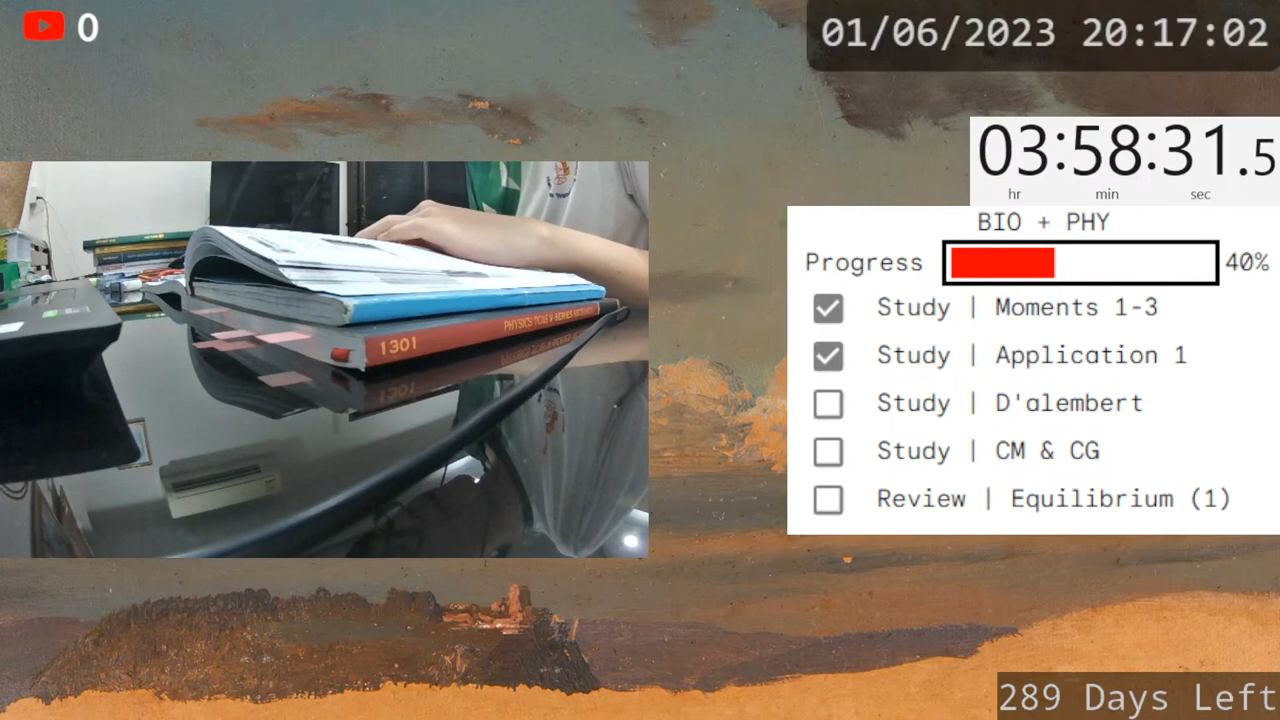 0
01/06/2023 20:17:02
03:58:31.5
hr min sec
BIO + PHY
Progress 40%
Study | Moments 1-3
Study | Application 1
Study | D'alembert
Study | CM & CG
Review | Equilibrium (1)
1301
289 Days Left